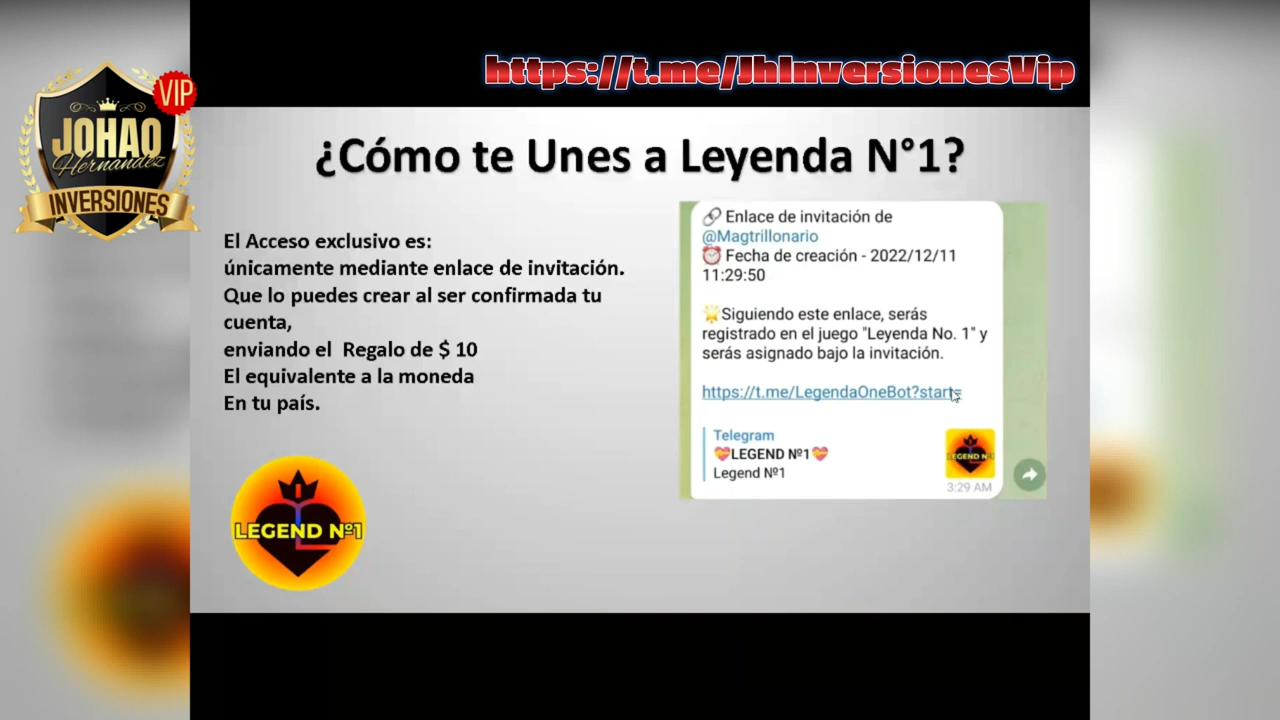 https://t.me/JhInversionesVip
VIP
JOHAO
Hernandez
INVERSIONES
¿Cómo te Unes a Leyenda N°1?
El Acceso exclusivo es:
únicamente mediante enlace de invitación.
Que lo puedes crear al ser confirmada tu
cuenta,
enviando el Regalo de $ 10
El equivalente a la moneda
En tu país.
LEGEND Nº1
Enlace de invitación de
@Magtrillonario
Fecha de creación - 2022/12/11
11:29:50
Siguiendo este enlace, serás
registrado en el juego "Leyenda No. 1" y
serás asignado bajo la invitación.
https://t.me/LegendaOneBot?start=
Telegram
LEGEND Nº1
Legend Nº1
LEGEND Nº1
3:29 AM